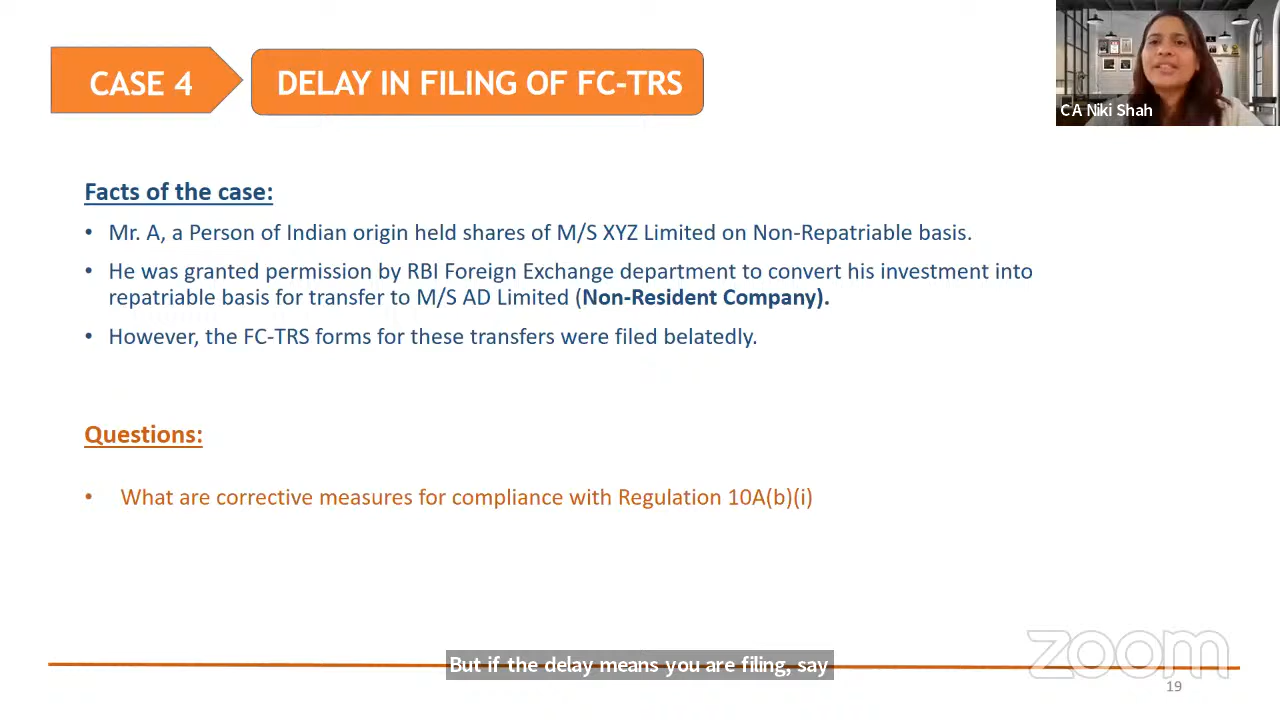 CASE 4
DELAY IN FILING OF FC-TRS
CA Niki Shah
Facts of the case:
• Mr. A, a Person of Indian origin held shares of M/S XYZ Limited on Non-Repatriable basis.
• He was granted permission by RBI Foreign Exchange department to convert his investment into
repatriable basis for transfer to M/S AD Limited (Non-Resident Company).
• However, the FC-TRS forms for these transfers were filed belatedly.
Questions:
• What are corrective measures for compliance with Regulation 10A(b)(i)
zoom
But if the delay means you are filing, say
19